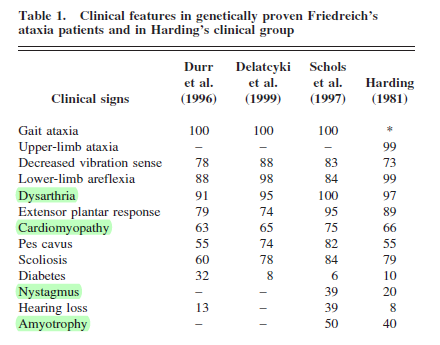 Table 1. Clinical features in genetically proven Friedreich's
ataxia patients and in Harding's clinical group
Clinical signs Durr et al. (1996) Delatcyki et al. (1999) Schols et al. (1997) Harding (1981)
Gait ataxia 100 100 100 *
Upper-limb ataxia – – – 99
Decreased vibration sense 78 88 83 73
Lower-limb areflexia 88 98 84 99
Dysarthria 91 95 100 97
Extensor plantar response 79 74 95 89
Cardiomyopathy 63 65 75 66
Pes cavus 55 74 82 55
Scoliosis 60 78 84 79
Diabetes 32 8 6 10
Nystagmus – – 39 20
Hearing loss 13 – 39 8
Amyotrophy – – 50 40